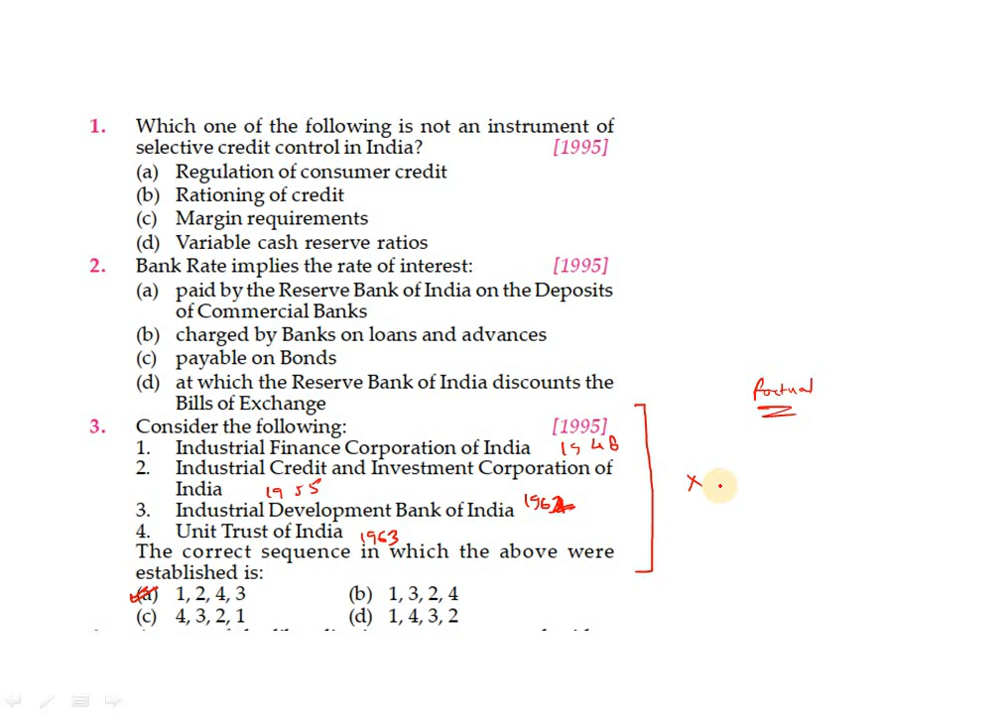 1. Which one of the following is not an instrument of
selective credit control in India? [1995]
(a) Regulation of consumer credit
(b) Rationing of credit
(c) Margin requirements
(d) Variable cash reserve ratios
2. Bank Rate implies the rate of interest: [1995]
(a) paid by the Reserve Bank of India on the Deposits
of Commercial Banks
(b) charged by Banks on loans and advances
(c) payable on Bonds
(d) at which the Reserve Bank of India discounts the
Bills of Exchange
factual
3. Consider the following: [1995]
1. Industrial Finance Corporation of India 1948
2. Industrial Credit and Investment Corporation of
India 1955
3. Industrial Development Bank of India
4. Unit Trust of India 1963
The correct sequence in which the above were
established is:
(a) 1, 2, 4, 3 (b) 1, 3, 2, 4
(c) 4, 3, 2, 1 (d) 1, 4, 3, 2